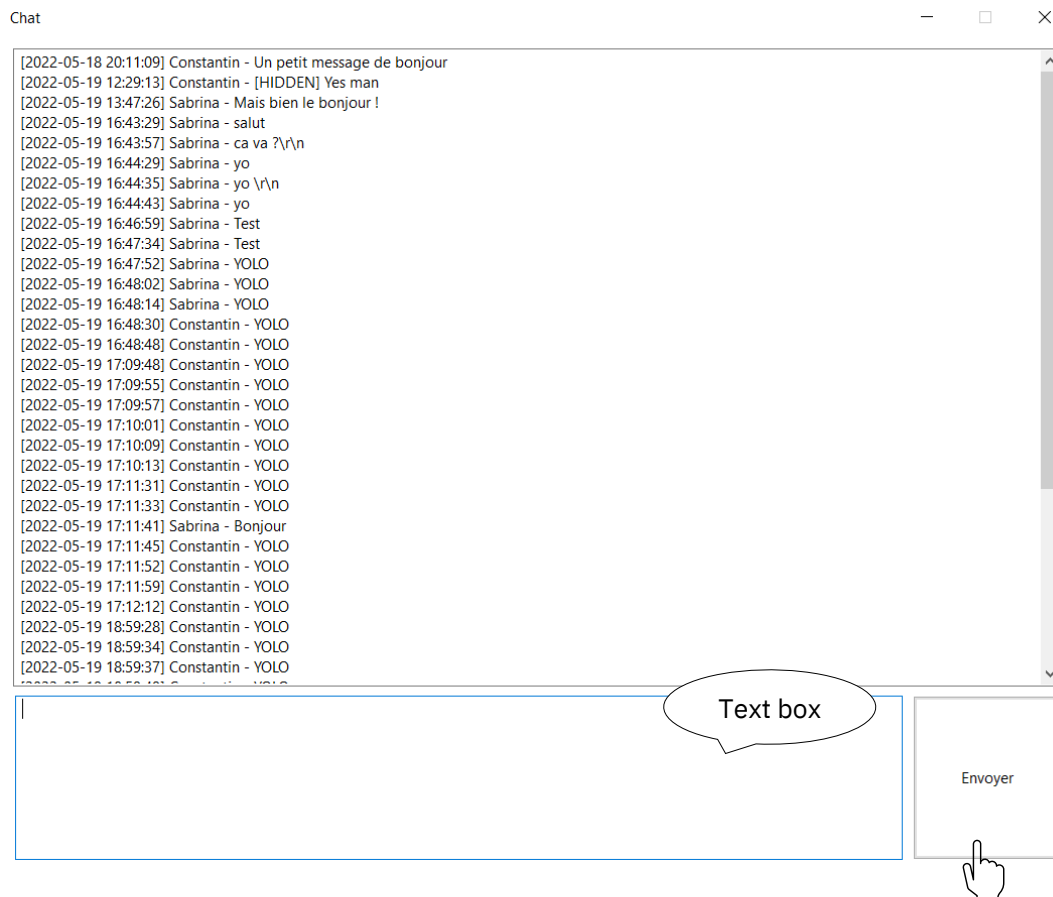 Chat
[2022-05-18 20:11:09] Constantin - Un petit message de bonjour
[2022-05-19 12:29:13] Constantin - [HIDDEN] Yes man
[2022-05-19 13:47:26] Sabrina - Mais bien le bonjour !
[2022-05-19 16:43:29] Sabrina - salut
[2022-05-19 16:43:57] Sabrina - ca va ?\r\n
[2022-05-19 16:44:29] Sabrina - yo
[2022-05-19 16:44:35] Sabrina - yo \r\n
[2022-05-19 16:44:43] Sabrina - yo
[2022-05-19 16:46:59] Sabrina - Test
[2022-05-19 16:47:34] Sabrina - Test
[2022-05-19 16:47:52] Sabrina - YOLO
[2022-05-19 16:48:02] Sabrina - YOLO
[2022-05-19 16:48:14] Sabrina - YOLO
[2022-05-19 16:48:30] Constantin - YOLO
[2022-05-19 16:48:48] Constantin - YOLO
[2022-05-19 17:09:48] Constantin - YOLO
[2022-05-19 17:09:55] Constantin - YOLO
[2022-05-19 17:09:57] Constantin - YOLO
[2022-05-19 17:10:01] Constantin - YOLO
[2022-05-19 17:10:09] Constantin - YOLO
[2022-05-19 17:10:13] Constantin - YOLO
[2022-05-19 17:11:31] Constantin - YOLO
[2022-05-19 17:11:33] Constantin - YOLO
[2022-05-19 17:11:41] Sabrina - Bonjour
[2022-05-19 17:11:45] Constantin - YOLO
[2022-05-19 17:11:52] Constantin - YOLO
[2022-05-19 17:11:59] Constantin - YOLO
[2022-05-19 17:12:12] Constantin - YOLO
[2022-05-19 18:59:28] Constantin - YOLO
[2022-05-19 18:59:34] Constantin - YOLO
[2022-05-19 18:59:37] Constantin - YOLO
Text box
Envoyer